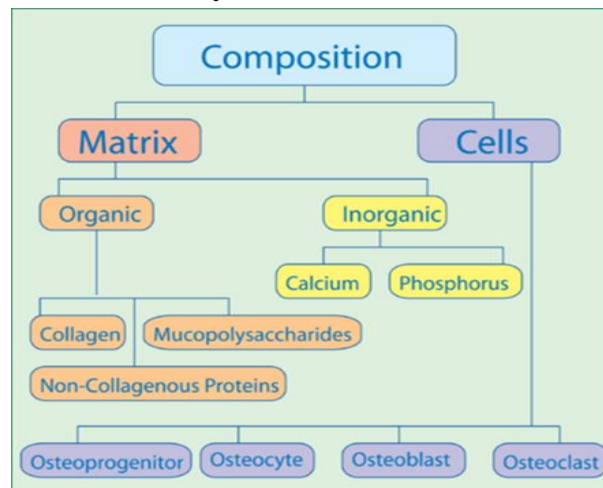 Composition
Matrix
Cells
Organic
Inorganic
Calcium
Phosphorus
Collagen
Mucopolysaccharides
Non-Collagenous Proteins
Osteoprogenitor
Osteocyte
Osteoblast
Osteoclast